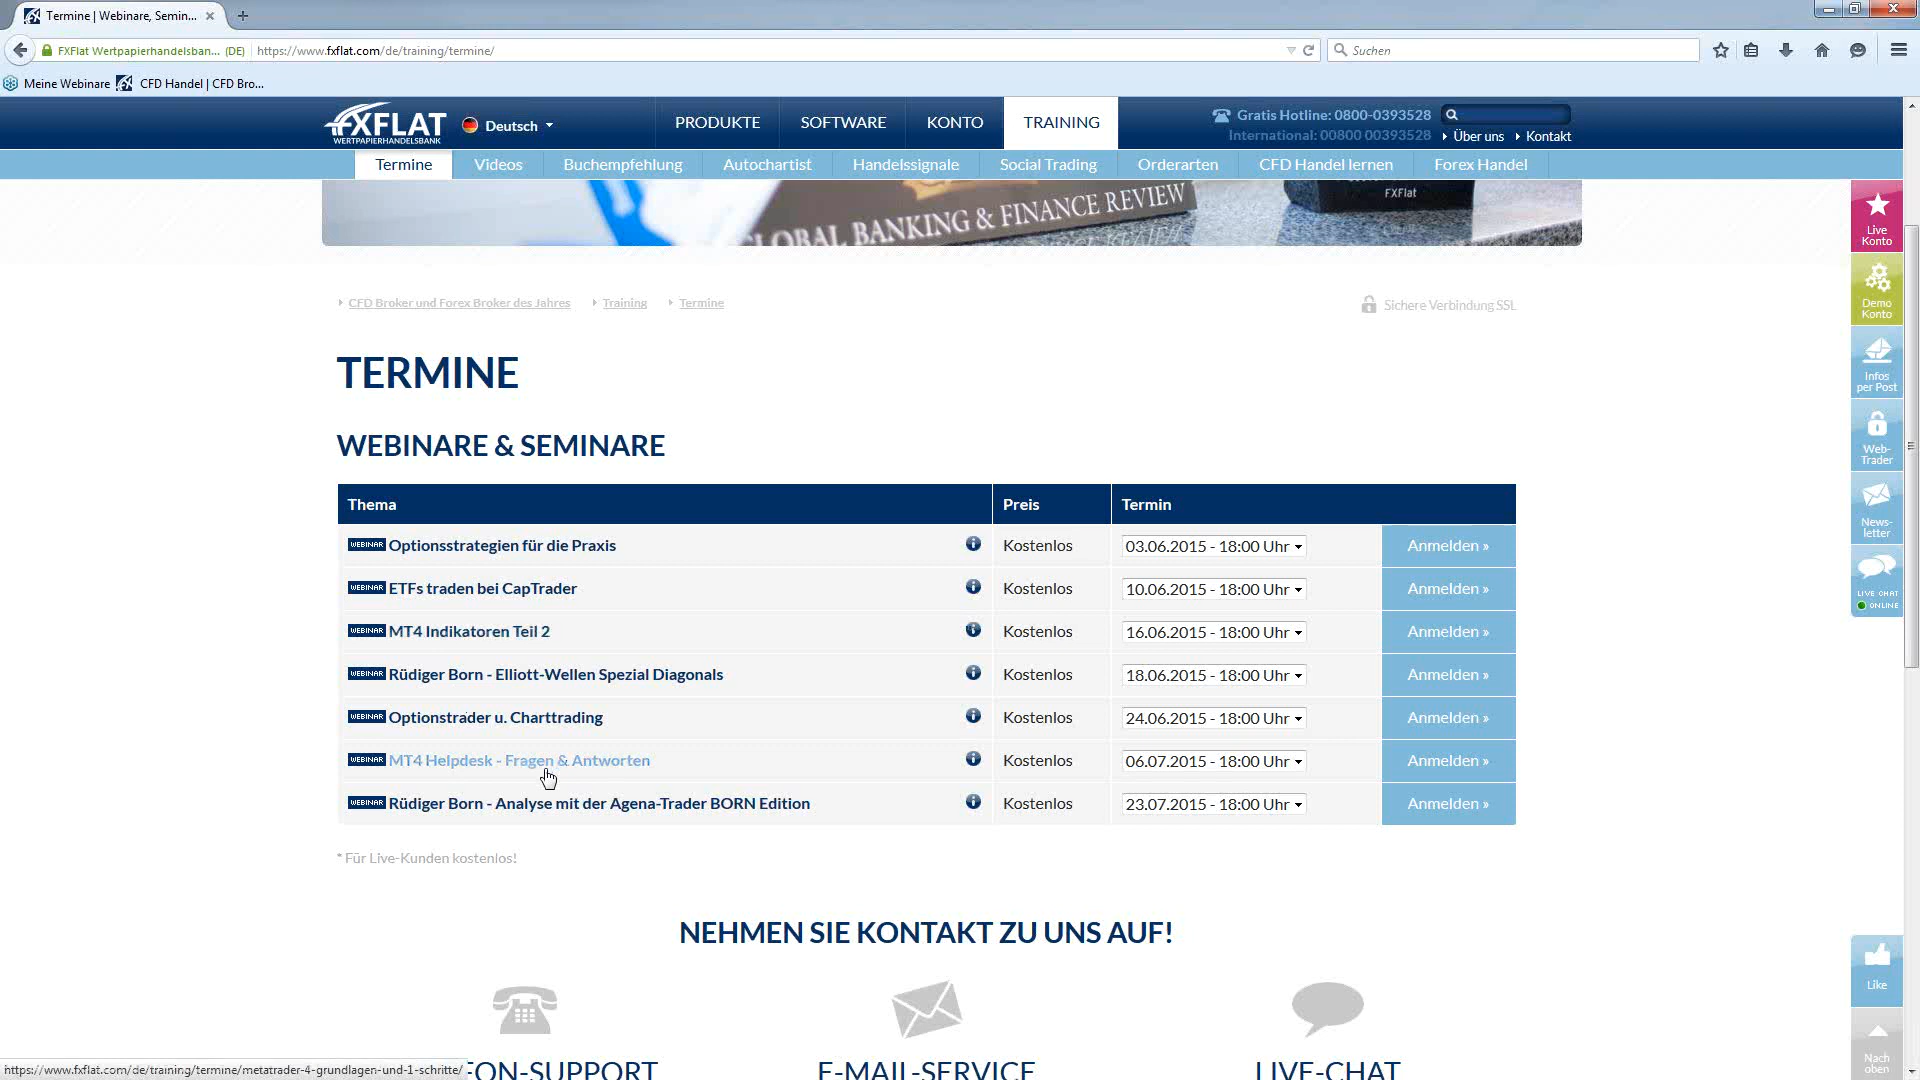 Termine | Webinare, Semin...
FXFlat Wertpapierhandelsban... (DE)
https://www.fxflat.com/de/training/termine/
Suchen
Meine Webinare
CFD Handel | CFD Bro...
FXFLAT
WERTPAPIERHANDELSBANK
Deutsch
PRODUKTE
SOFTWARE
KONTO
TRAINING
Gratis Hotline: 0800-0393528
International: 00800 00393528
Über uns
Kontakt
Termine
Videos
Buchempfehlung
Autochartist
Handelssignale
Social Trading
Orderarten
CFD Handel lernen
Forex Handel
GLOBAL BANKING & FINANCE REVIEW
FXFlat
CFD Broker und Forex Broker des Jahres
Training
Termine
Sichere Verbindung SSL
TERMINE
WEBINARE & SEMINARE
Thema Preis Termin
WEBINAR Optionsstrategien für die Praxis Kostenlos 03.06.2015 - 18:00 Uhr Anmelden »
WEBINAR ETFs traden bei CapTrader Kostenlos 10.06.2015 - 18:00 Uhr Anmelden »
WEBINAR MT4 Indikatoren Teil 2 Kostenlos 16.06.2015 - 18:00 Uhr Anmelden »
WEBINAR Rüdiger Born - Elliott-Wellen Spezial Diagonals Kostenlos 18.06.2015 - 18:00 Uhr Anmelden »
WEBINAR Optionstrader u. Charttrading Kostenlos 24.06.2015 - 18:00 Uhr Anmelden »
WEBINAR MT4 Helpdesk - Fragen & Antworten Kostenlos 06.07.2015 - 18:00 Uhr Anmelden »
WEBINAR Rüdiger Born - Analyse mit der Agena-Trader BORN Edition Kostenlos 23.07.2015 - 18:00 Uhr Anmelden »
* Für Live-Kunden kostenlos!
NEHMEN SIE KONTAKT ZU UNS AUF!
FON-SUPPORT
E-MAIL-SERVICE
LIVE-CHAT
Live
Konto
Demo
Konto
Infos
per Post
Web-
Trader
News-
letter
LIVE CHAT
ONLINE
Like
Nach
oben
https://www.fxflat.com/de/training/termine/metatrader-4-grundlagen-und-1-schritte/